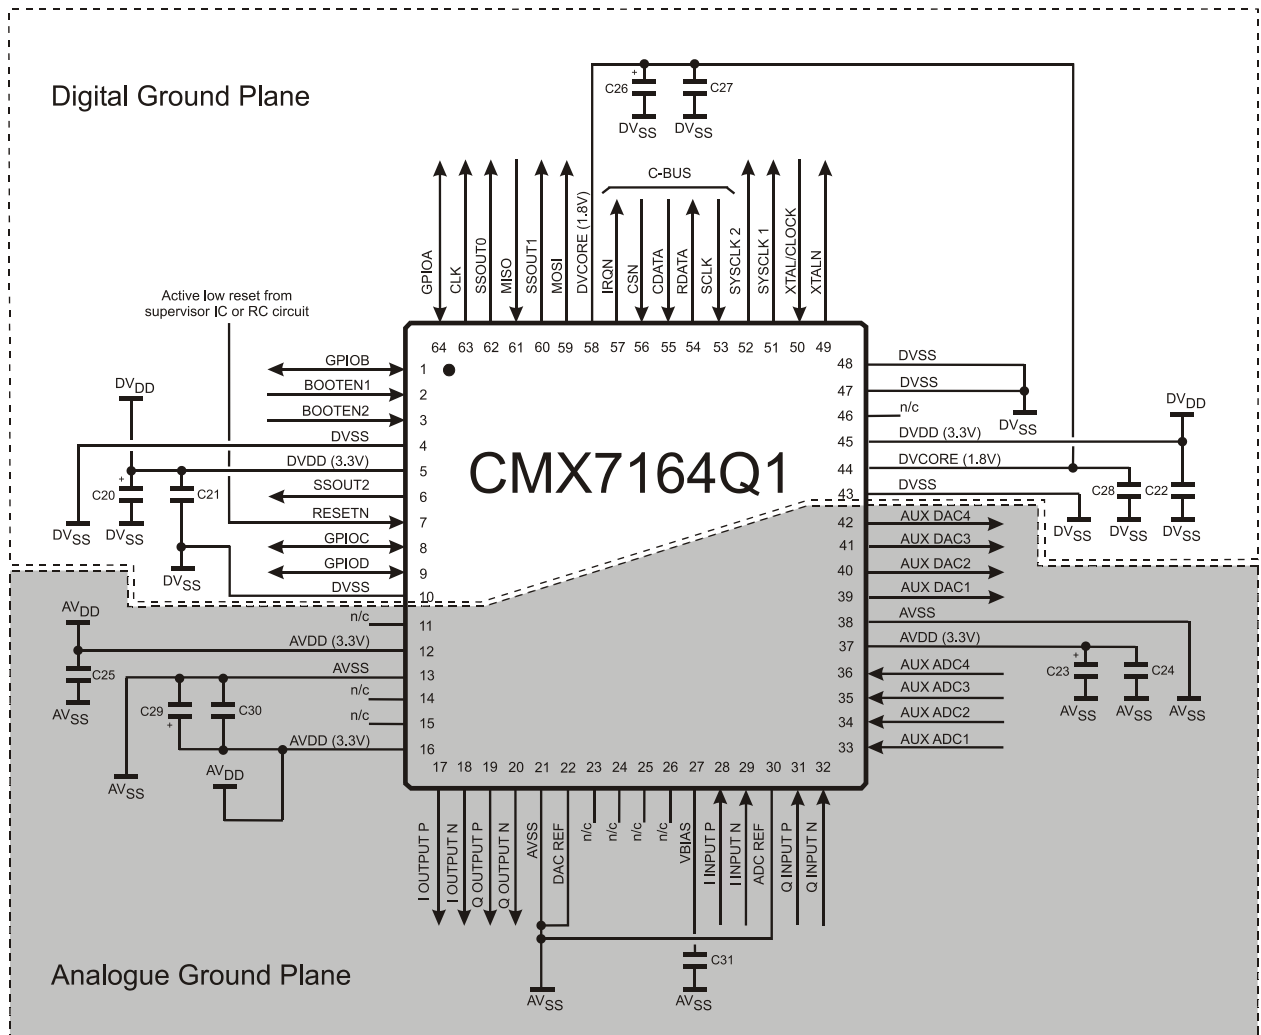 Digital Ground Plane
+
C26
C27
DVSS
DVSS
C-BUS
GPIOA
CLK
SSOUT0
MISO
SSOUT1
MOSI
DVCORE (1.8V)
IRQN
CSN
CDATA
RDATA
SCLK
SYSCLK 2
SYSCLK 1
XTAL/CLOCK
XTALN
Active low reset from
supervisor IC or RC circuit
64 63 62 61 60 59 58 57 56 55 54 53 52 51 50 49
GPIOB 1
BOOTEN1 2
BOOTEN2 3
DVSS 4
DVDD (3.3V) 5
SSOUT2 6
RESETN 7
GPIOC 8
GPIOD 9
DVSS 10
n/c 11
AVDD (3.3V) 12
AVSS 13
n/c 14
n/c 15
AVDD (3.3V) 16
DVDD
+
C20
C21
DVSS
DVSS
DVSS
CMX7164Q1
48 DVSS
47 DVSS
46 n/c
45 DVDD (3.3V)
44 DVCORE (1.8V)
43 DVSS
42 AUX DAC4
41 AUX DAC3
40 AUX DAC2
39 AUX DAC1
38 AVSS
37 AVDD (3.3V)
36 AUX ADC4
35 AUX ADC3
34 AUX ADC2
33 AUX ADC1
DVSS
DVDD
C28
C22
DVSS
DVSS
DVSS
AVDD
C25
AVSS
C29
+
C30
AVDD
AVSS
+
C23
C24
AVSS
AVSS
AVSS
17 18 19 20 21 22 23 24 25 26 27 28 29 30 31 32
I OUTPUT P
I OUTPUT N
Q OUTPUT P
Q OUTPUT N
AVSS
DAC REF
n/c
n/c
n/c
n/c
VBIAS
I INPUT P
I INPUT N
ADC REF
Q INPUT P
Q INPUT N
C31
AVSS
AVSS
Analogue Ground Plane